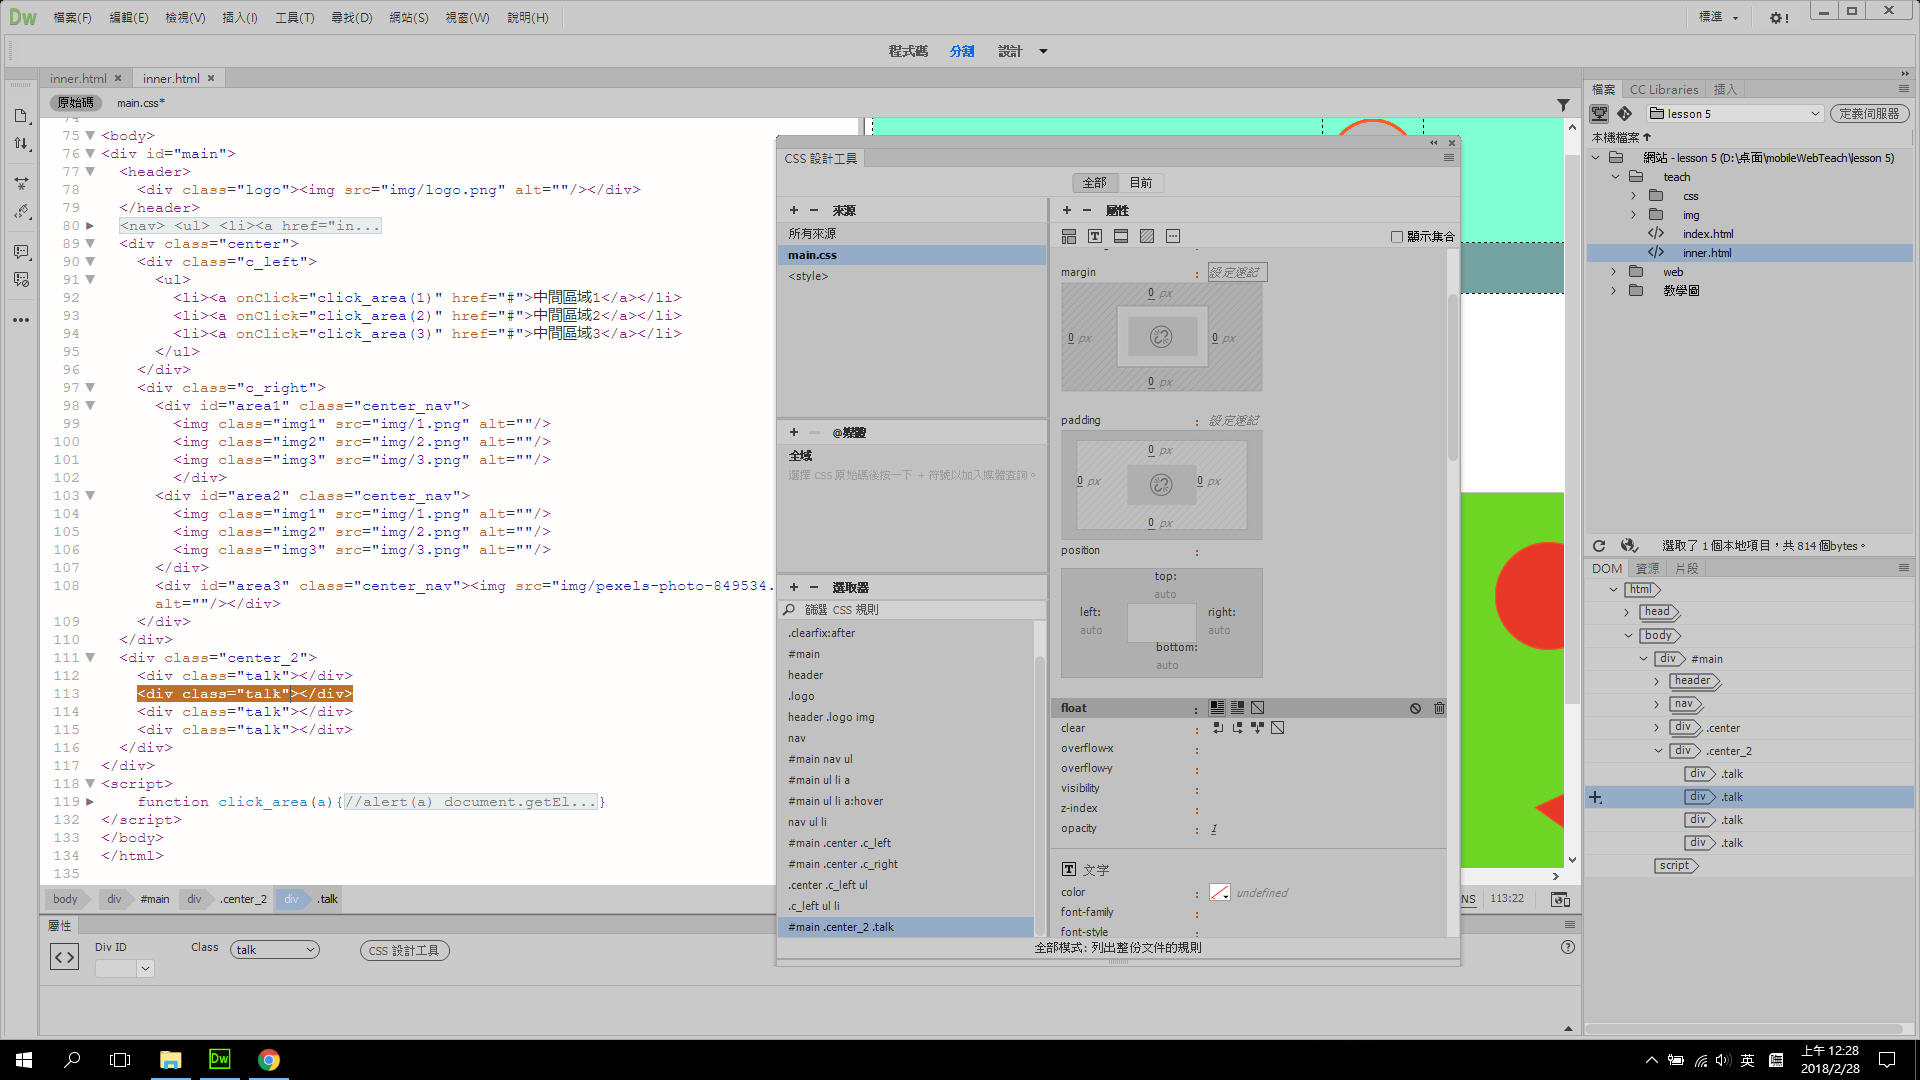 Dw 檔案(F) 編輯(E) 檢視(V) 插入(I) 工具(T) 尋找(D) 網站(S) 視窗(W) 說明(H) 標準
程式碼 分割 設計
inner.html × inner.html ×
原始碼 main.css*
74
75 <body>
76 <div id="main">
77 <header>
78 <div class="logo"><img src="img/logo.png" alt=""/></div>
79 </header>
80 <nav> <ul> <li><a href="in...
89 <div class="center">
90 <div class="c_left">
91 <ul>
92 <li><a onClick="click_area(1)" href="#">中間區域1</a></li>
93 <li><a onClick="click_area(2)" href="#">中間區域2</a></li>
94 <li><a onClick="click_area(3)" href="#">中間區域3</a></li>
95 </ul>
96 </div>
97 <div class="c_right">
98 <div id="area1" class="center_nav">
99 <img class="img1" src="img/1.png" alt=""/>
100 <img class="img2" src="img/2.png" alt=""/>
101 <img class="img3" src="img/3.png" alt=""/>
102 </div>
103 <div id="area2" class="center_nav">
104 <img class="img1" src="img/1.png" alt=""/>
105 <img class="img2" src="img/2.png" alt=""/>
106 <img class="img3" src="img/3.png" alt=""/>
107 </div>
108 <div id="area3" class="center_nav"><img src="img/pexels-photo-849534.
alt=""/></div>
109 </div>
110 </div>
111 <div class="center_2">
112 <div class="talk"></div>
113 <div class="talk"></div>
114 <div class="talk"></div>
115 <div class="talk"></div>
116 </div>
117 </div>
118 <script>
119 function click_area(a){//alert(a) document.getEl...}
132 </script>
133 </body>
134 </html>
135
body div #main div .center_2 div .talk
NS 113:22
屬性
Div ID
Class talk
CSS 設計工具
CSS 設計工具
全部 目前
+ − 來源
所有來源
main.css
<style>
+ − @媒體
全域
選擇 CSS 原始碼後按一下 + 符號以加入媒體查詢。
+ − 選取器
篩選 CSS 規則
.clearfix:after
#main
header
.logo
header .logo img
nav
#main nav ul
#main ul li a
#main ul li a:hover
nav ul li
#main .center .c_left
#main .center .c_right
.center .c_left ul
.c_left ul li
#main .center_2 .talk
+ − 屬性
顯示集合
margin : 設定速記
0 px
0 px 0 px
0 px
padding : 設定速記
0 px
0 px 0 px
0 px
position :
top:
auto
left: right:
auto auto
bottom:
auto
float :
clear :
overflow-x :
overflow-y :
visibility :
z-index :
opacity : 1
T 文字
color : undefined
font-family :
font-style :
全部模式: 列出整份文件的規則
檔案 CC Libraries 插入
lesson 5 定義伺服器
本機檔案
網站 - lesson 5 (D:\桌面\mobileWebTeach\lesson 5)
teach
css
img
index.html
inner.html
web
教學圖
選取了 1 個本地項目，共 814 個bytes。
DOM 資源 片段
html
head
body
div #main
header
nav
div .center
div .center_2
div .talk
div .talk
div .talk
div .talk
script
Dw
英
上午 12:28
2018/2/28